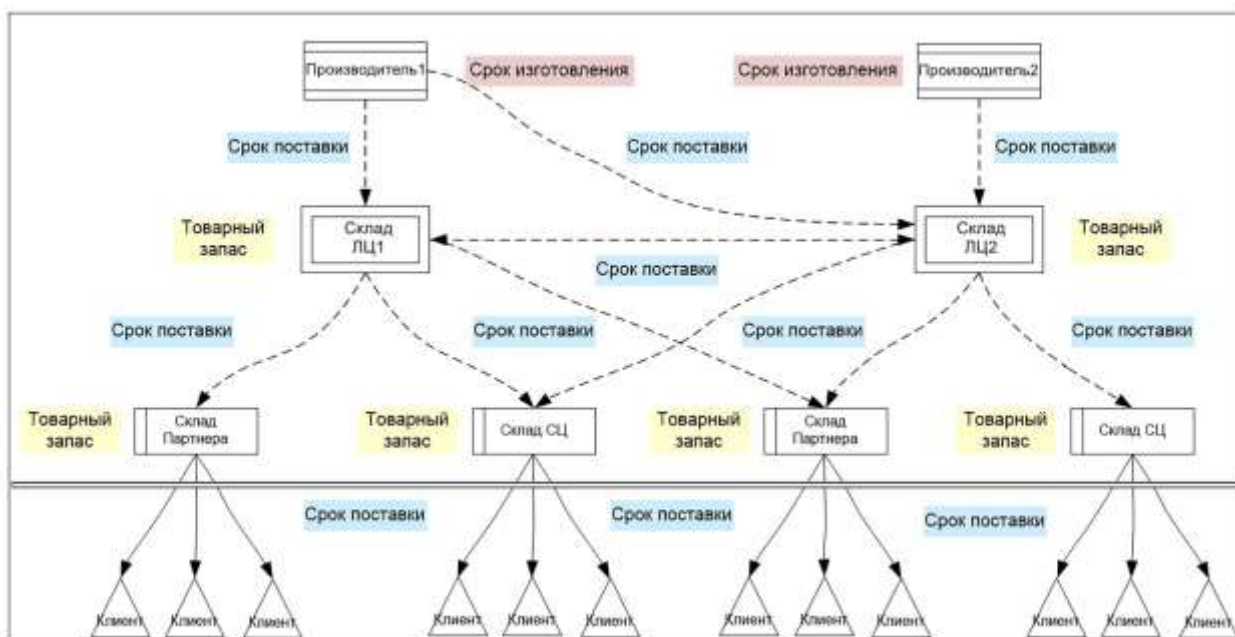 Производитель1
Срок изготовления
Срок изготовления
Производитель2
Срок поставки
Срок поставки
Срок поставки
Товарный
запас
Склад
ЛЦ1
Склад
ЛЦ2
Товарный
запас
Срок поставки
Срок поставки
Срок поставки
Срок поставки
Срок поставки
Товарный
запас
Склад
Партнера
Товарный
запас
Склад СЦ
Товарный
запас
Склад
Партнера
Товарный
запас
Склад СЦ
Срок поставки
Срок поставки
Срок поставки
Клиент
Клиент
Клиент
Клиент
Клиент
Клиент
Клиент
Клиент
Клиент
Клиент
Клиент
Клиент